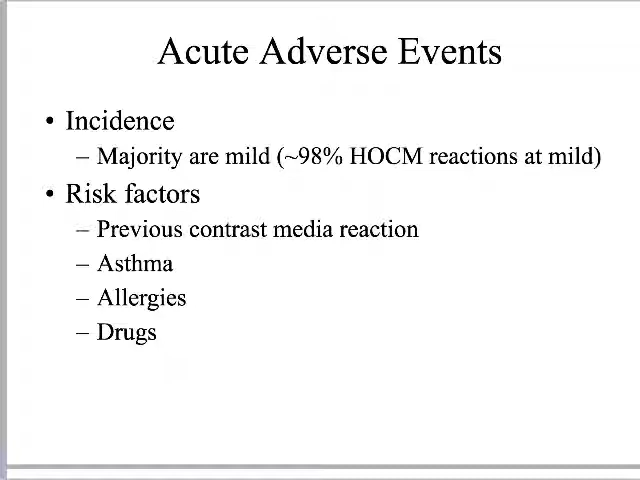 Acute Adverse Events
• Incidence
– Majority are mild (~98% HOCM reactions at mild)
• Risk factors
– Previous contrast media reaction
– Asthma
– Allergies
– Drugs